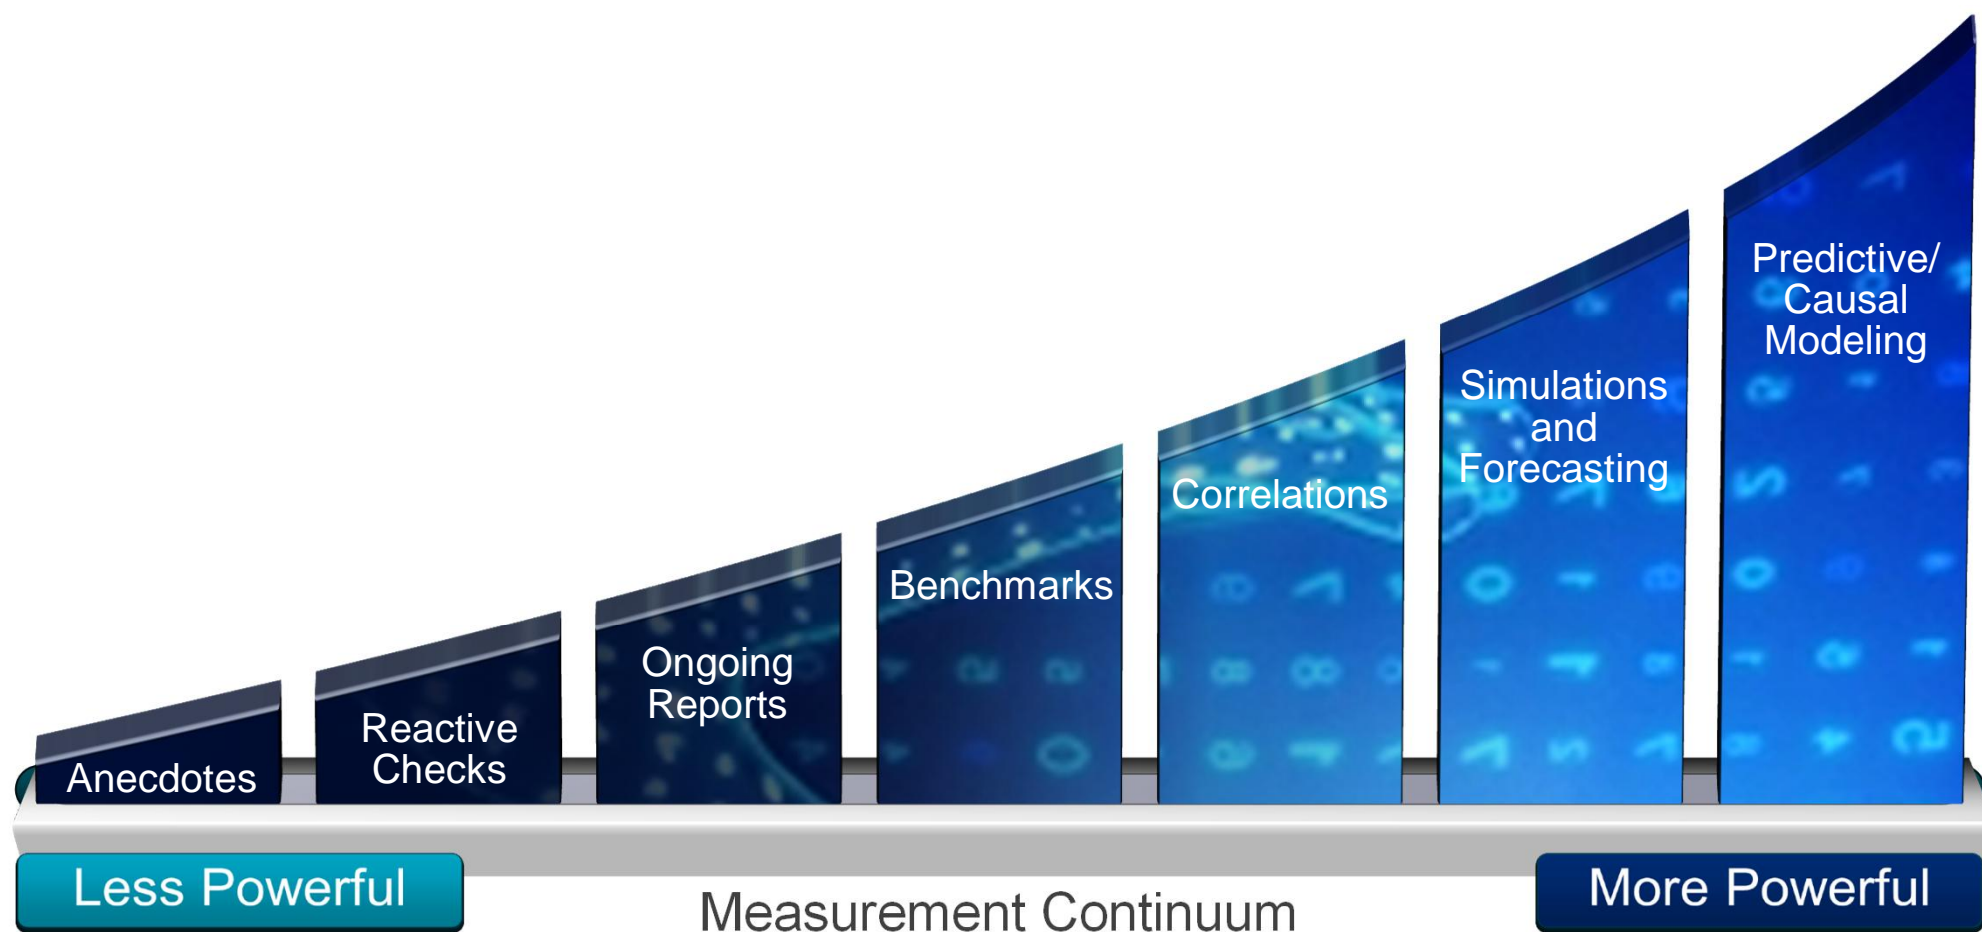 Anecdotes
Reactive
Checks
Ongoing
Reports
Benchmarks
Correlations
Simulations
and
Forecasting
Predictive/
Causal
Modeling
Less Powerful
Measurement Continuum
More Powerful